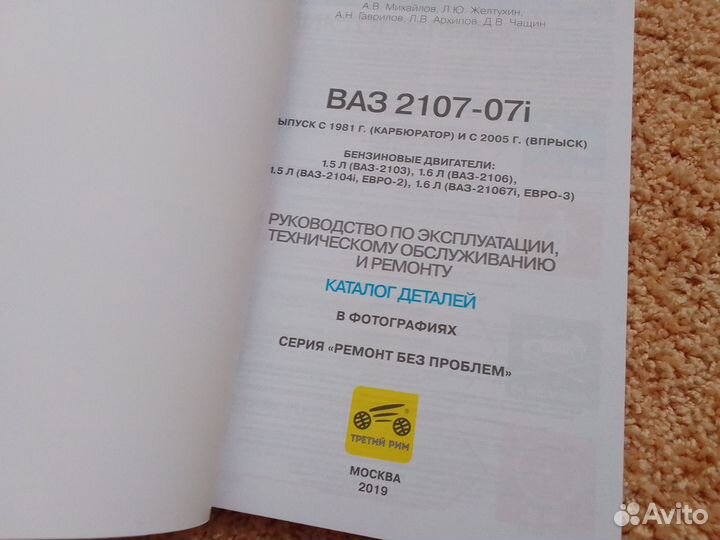 А.В. Михайлов, Л.Ю. Желтухин,
А.Н. Гаврилов, Л.В. Архипов, Д.В. Чащин
ВАЗ 2107-07i
ЫПУСК С 1981 Г. (КАРБЮРАТОР) И С 2005 Г. (ВПРЫСК)
БЕНЗИНОВЫЕ ДВИГАТЕЛИ:
1.5 Л (ВАЗ-2103), 1.6 Л (ВАЗ-2106),
1.5 Л (ВАЗ-2104i, ЕВРО-2), 1.6 Л (ВАЗ-21067i, ЕВРО-3)
РУКОВОДСТВО ПО ЭКСПЛУАТАЦИИ,
ТЕХНИЧЕСКОМУ ОБСЛУЖИВАНИЮ
И РЕМОНТУ
КАТАЛОГ ДЕТАЛЕЙ
В ФОТОГРАФИЯХ
СЕРИЯ «РЕМОНТ БЕЗ ПРОБЛЕМ»
ТРЕТИЙ РИМ
МОСКВА
2019
Avito